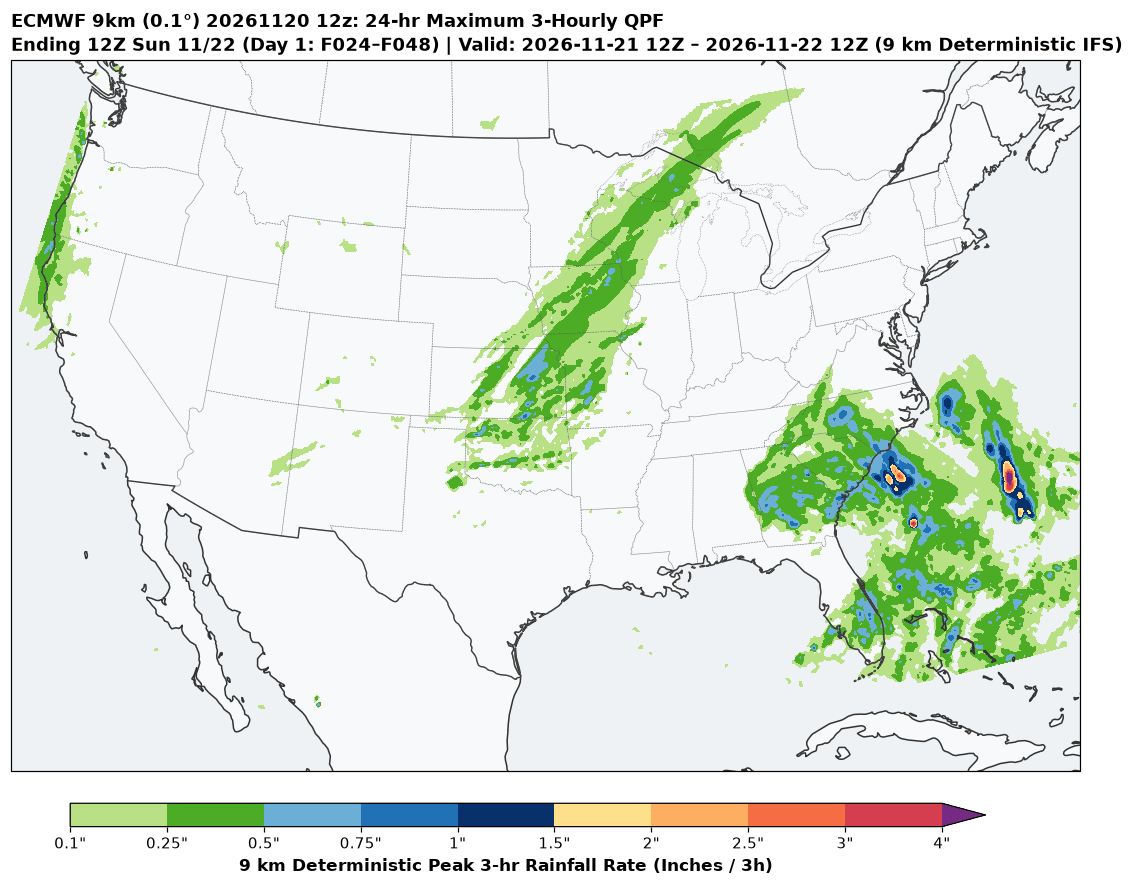 ECMWF 9km (0.1°) 20261120 12z: 24-hr Maximum 3-Hourly QPF
Ending 12Z Sun 11/22 (Day 1: F024–F048) | Valid: 2026-11-21 12Z – 2026-11-22 12Z (9 km Deterministic IFS)
0.1" 0.25" 0.5" 0.75" 1" 1.5" 2" 2.5" 3" 4"
9 km Deterministic Peak 3-hr Rainfall Rate (Inches / 3h)